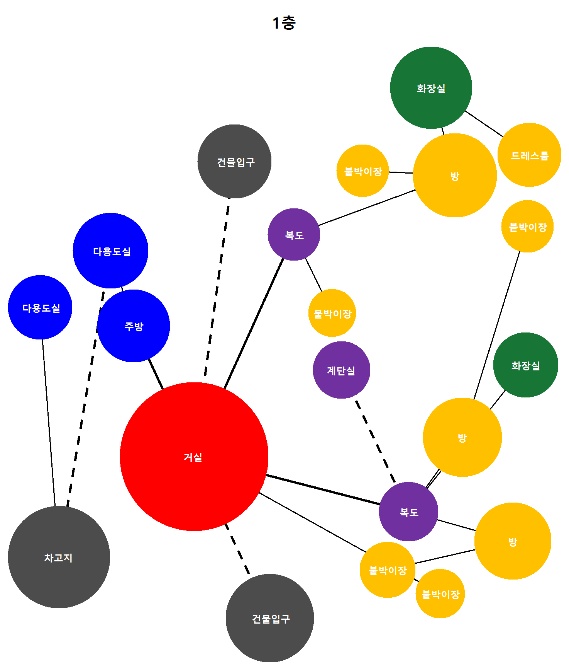 1층
화장실
드레스룸
건물입구
붙박이장
방
붙박이장
복도
다용도실
다용도실
붙박이장
주방
계단실
화장실
방
거실
복도
방
차고지
붙박이장
붙박이장
건물입구